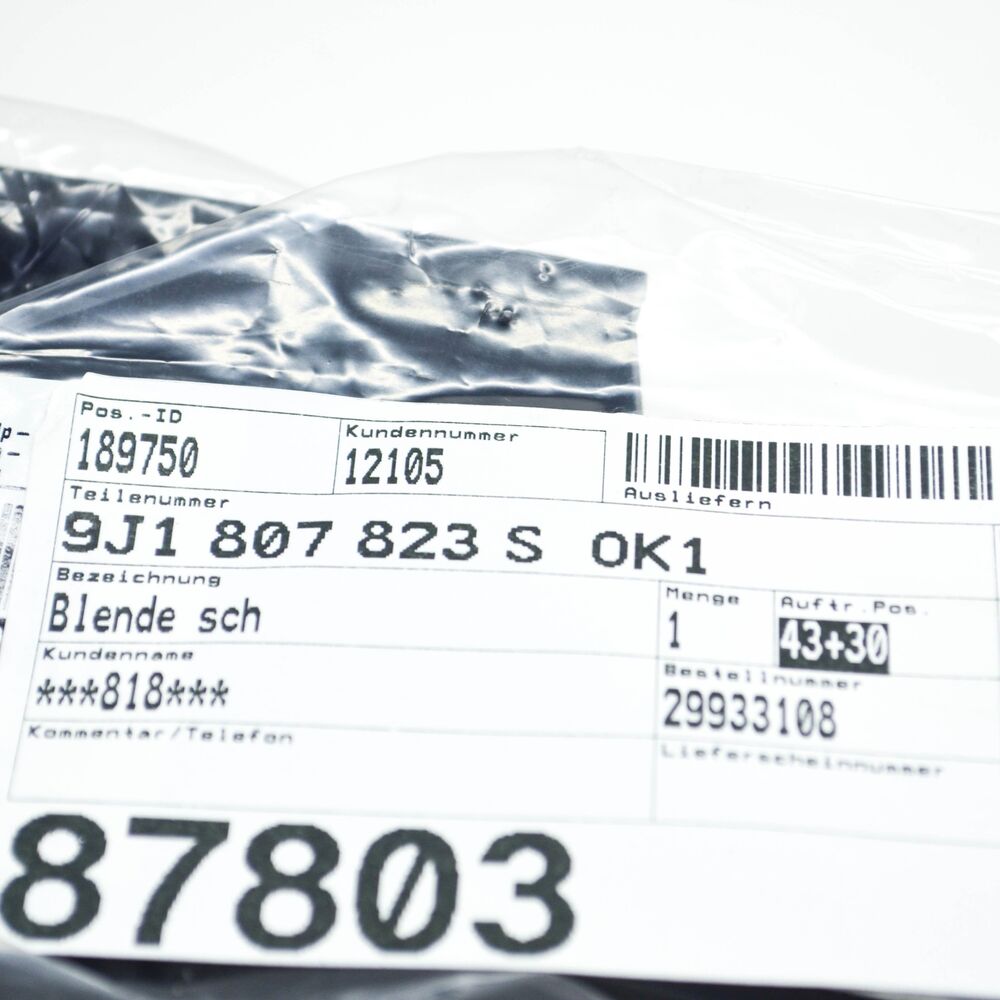 Pos.-ID
189750
Kundennummer
12105
Ausliefern
Teilenummer
9J1 807 823 S OK1
Bezeichnung
Blende sch
Menge
1
Auftr.Pos.
43+30
Kundenname
***818***
Bestellnummer
29933108
Kommentar/Telefon
Lieferscheinnummer
87803